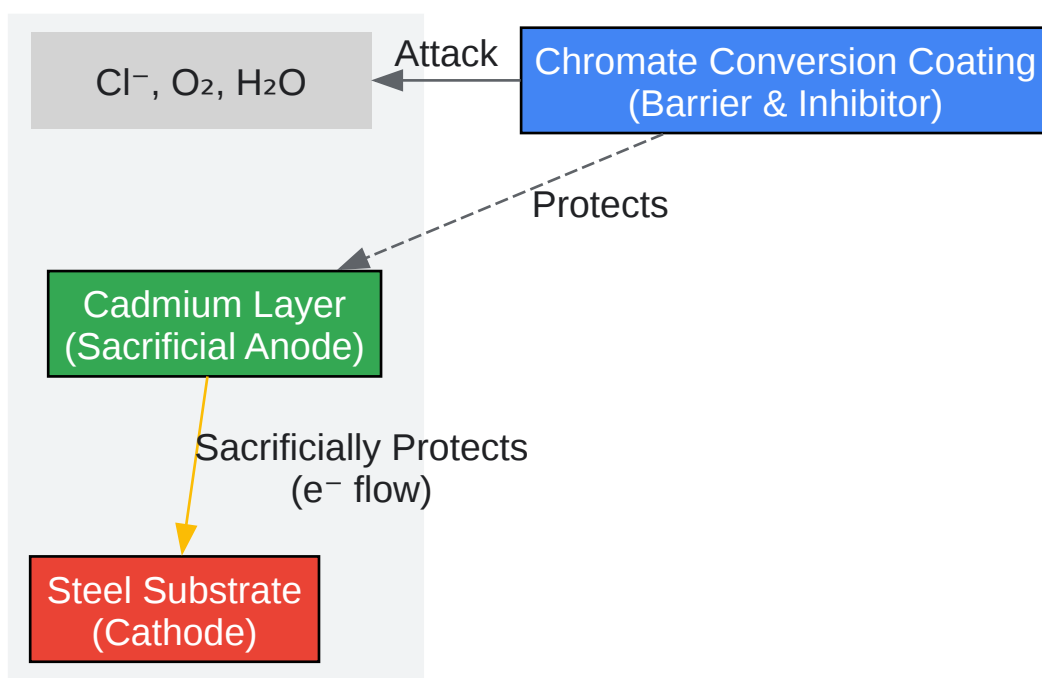 Cl⁻, O₂, H₂O
Attack
Chromate Conversion Coating
(Barrier & Inhibitor)
Protects
Cadmium Layer
(Sacrificial Anode)
Sacrificially Protects
(e⁻ flow)
Steel Substrate
(Cathode)